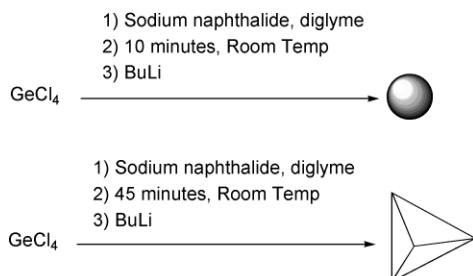 1) Sodium naphthalide, diglyme
2) 10 minutes, Room Temp
3) BuLi
GeCl₄
1) Sodium naphthalide, diglyme
2) 45 minutes, Room Temp
3) BuLi
GeCl₄